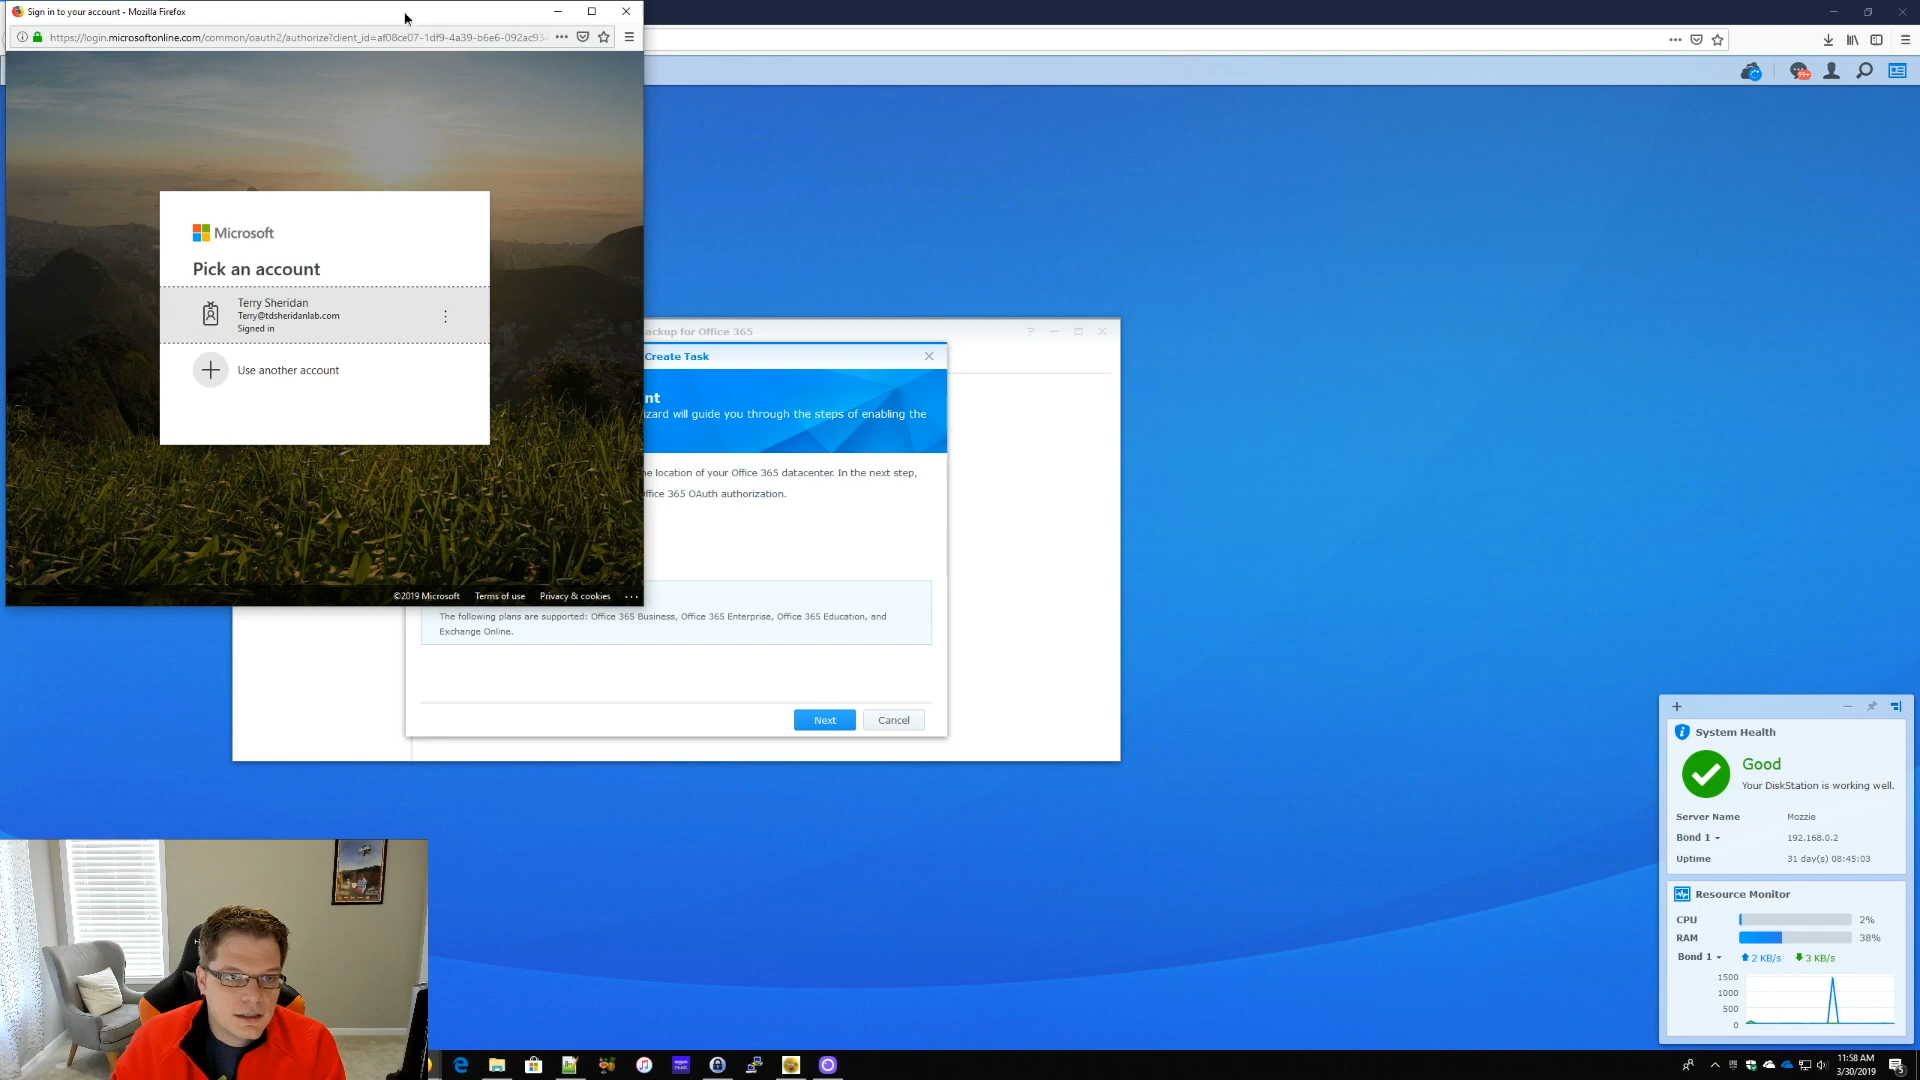 Sign in to your account - Mozilla Firefox
https://login.microsoftonline.com/common/oauth2/authorize?client_id=af08ce07-1df9-4a39-b6e6-092ac93
99+
Microsoft
Pick an account
Terry Sheridan
Terry@tdsheridanlab.com
Signed in
Use another account
©2019 Microsoft
Terms of use
Privacy & cookies
ackup for Office 365
Create Task
nt
izard will guide you through the steps of enabling the
e location of your Office 365 datacenter. In the next step,
ffice 365 OAuth authorization.
The following plans are supported: Office 365 Business, Office 365 Enterprise, Office 365 Education, and
Exchange Online.
Next
Cancel
System Health
Good
Your DiskStation is working well.
Server Name
Mozzie
Bond 1
192.168.0.2
Uptime
31 day(s) 08:45:03
Resource Monitor
CPU
2%
RAM
38%
Bond 1
2 KB/s
3 KB/s
1500
1000
500
0
11:58 AM
3/30/2019
5